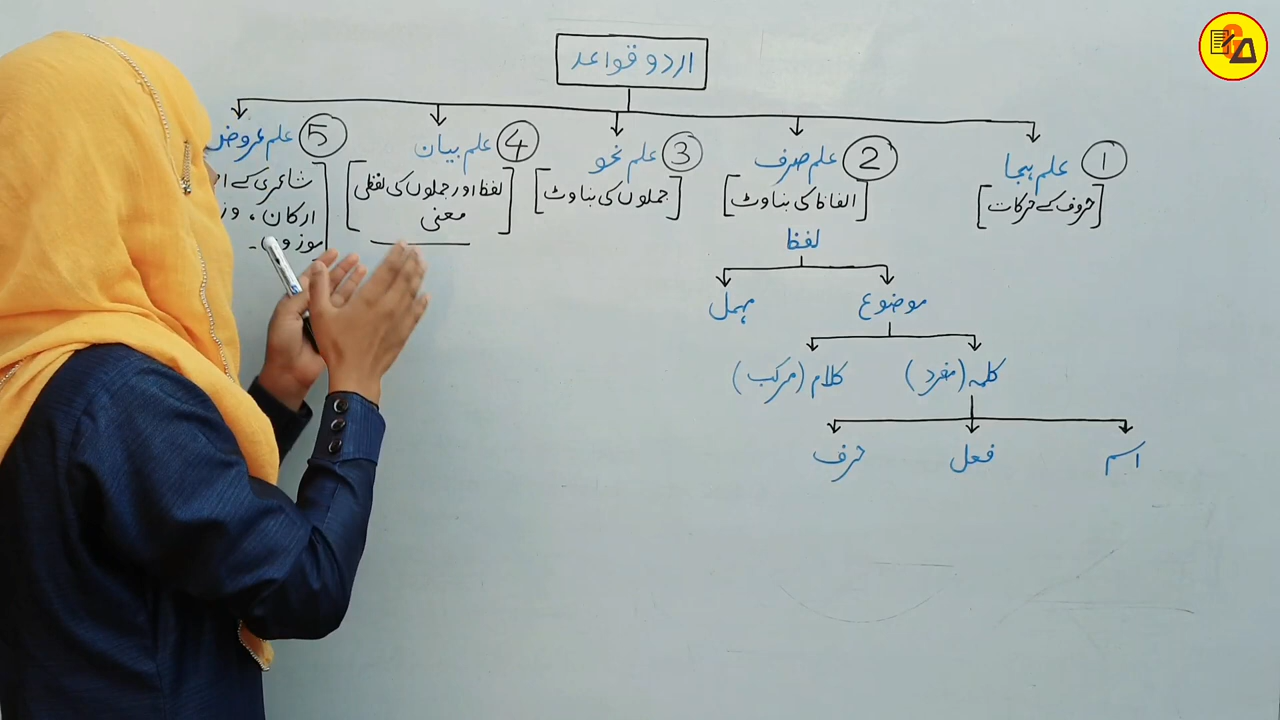 اردو قواعد
① علم ہجا
[حروف کے حرکات]
② علم صرف
[الفاظ کی بناوٹ]
لفظ
موضوع
مہمل
کلمہ (مفرد)
کلام (مرکب)
اسم
فعل
حرف
③ علم نحو
[جملوں کی بناوٹ]
④ علم بیان
[لفظ اور جملوں کی لفظی
معنی]
⑤ علم عروض
شاعری کے
ارکان،